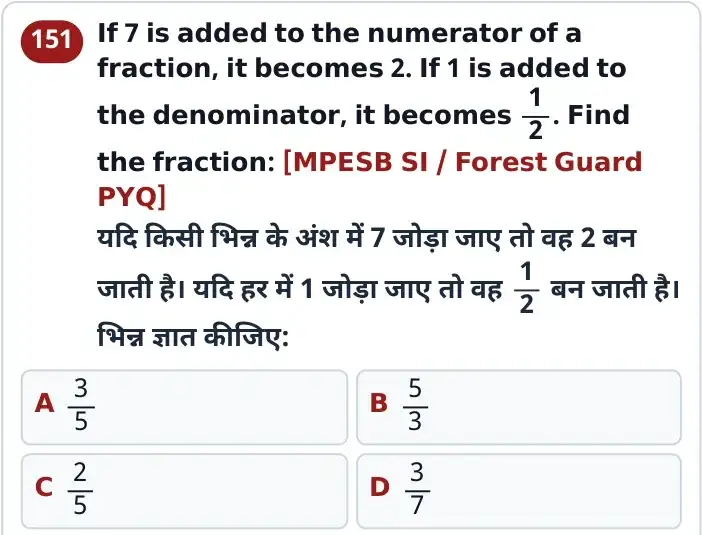 151 If 7 is added to the numerator of a
fraction, it becomes 2. If 1 is added to
the denominator, it becomes 1/2. Find
the fraction: [MPESB SI / Forest Guard
PYQ]
यदि किसी भिन्न के अंश में 7 जोड़ा जाए तो वह 2 बन
जाती है। यदि हर में 1 जोड़ा जाए तो वह 1/2 बन जाती है।
भिन्न ज्ञात कीजिए:
A 3/5 B 5/3
C 2/5 D 3/7